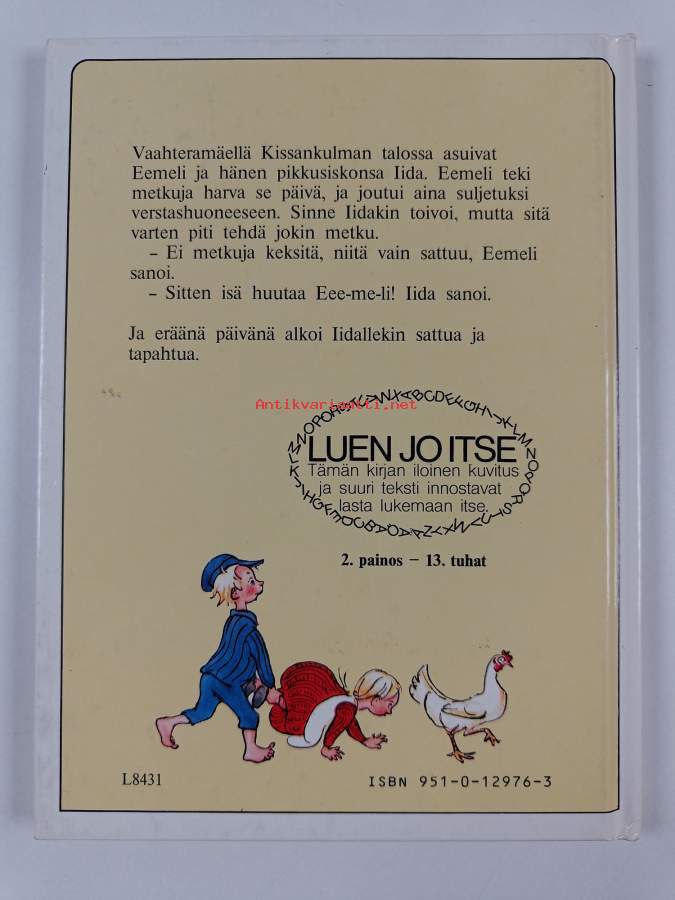 Vaahteramäellä Kissankulman talossa asuivat
Eemeli ja hänen pikkusiskonsa Iida. Eemeli teki
metkuja harva se päivä, ja joutui aina suljetuksi
verstashuoneeseen. Sinne Iidakin toivoi, mutta sitä
varten piti tehdä jokin metku.
– Ei metkuja keksitä, niitä vain sattuu, Eemeli
sanoi.
– Sitten isä huutaa Eee-me-li! Iida sanoi.
Ja eräänä päivänä alkoi Iidallekin sattua ja
tapahtua.
Antikvariaatti.net
LUEN JO ITSE
Tämän kirjan iloinen kuvitus
ja suuri teksti innostavat
lasta lukemaan itse.
2. painos – 13. tuhat
L8431
ISBN 951-0-12976-3